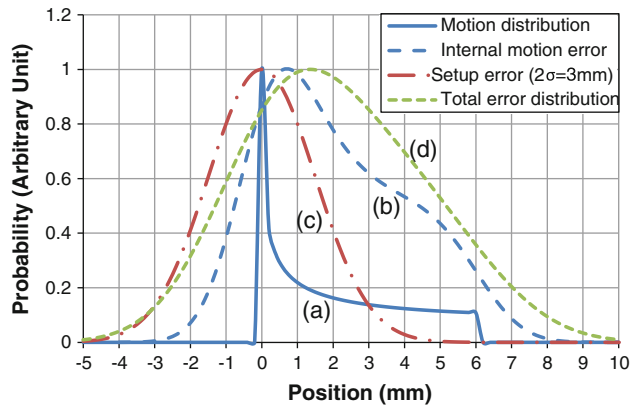 Motion distribution
Internal motion error
Setup error (2σ=3mm)
Total error distribution
1.2
1
0.8
0.6
0.4
0.2
0
Probability (Arbitrary Unit)
(a)
(b)
(c)
(d)
-5 -4 -3 -2 -1 0 1 2 3 4 5 6 7 8 9 10
Position (mm)